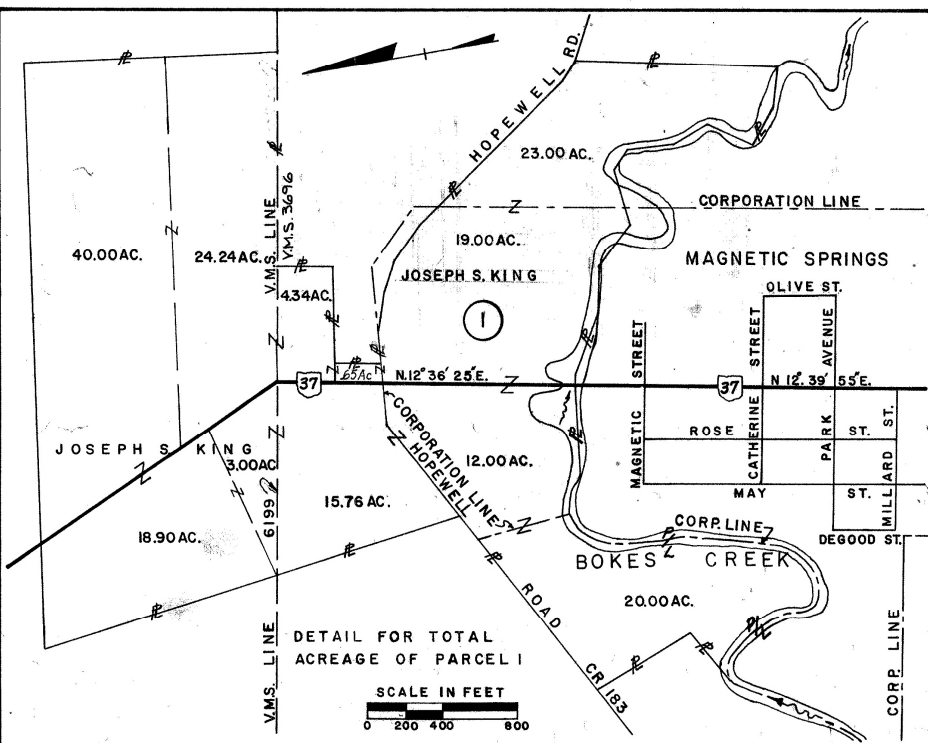 HOPEWELL RD.
23.00 AC.
CORPORATION LINE
V.M.S. LINE
V.M.S. 3696
40.00 AC.
24.24 AC.
4.34 AC.
19.00 AC.
JOSEPH S. KING
1
MAGNETIC SPRINGS
OLIVE ST.
MAGNETIC STREET
CATHERINE STREET
PARK AVENUE
.65 Ac
37
N.12° 36' 25"E.
37
N 12°. 39' 55"E.
ROSE ST.
MAY ST.
MILLARD ST.
DEGOOD ST.
JOSEPH S. KING
3.00 AC
6199
18.90 AC.
15.76 AC.
CORPORATION LINE
HOPEWELL
12.00 AC.
CORP. LINE
BOKES CREEK
20.00 AC.
ROAD
CR 183
V.M.S. LINE
CORP. LINE
DETAIL FOR TOTAL
ACREAGE OF PARCEL 1
SCALE IN FEET
0 200 400 800